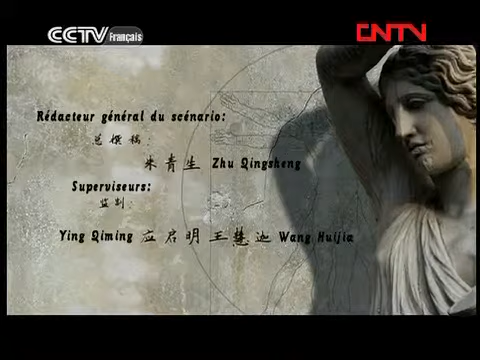 CCTV Français
CNTV
Rédacteur général du scénario:
总撰稿:
朱青生 Zhu Qingsheng
Superviseurs:
监制:
Ying Qiming 应启明 王慧迦 Wang Huijia